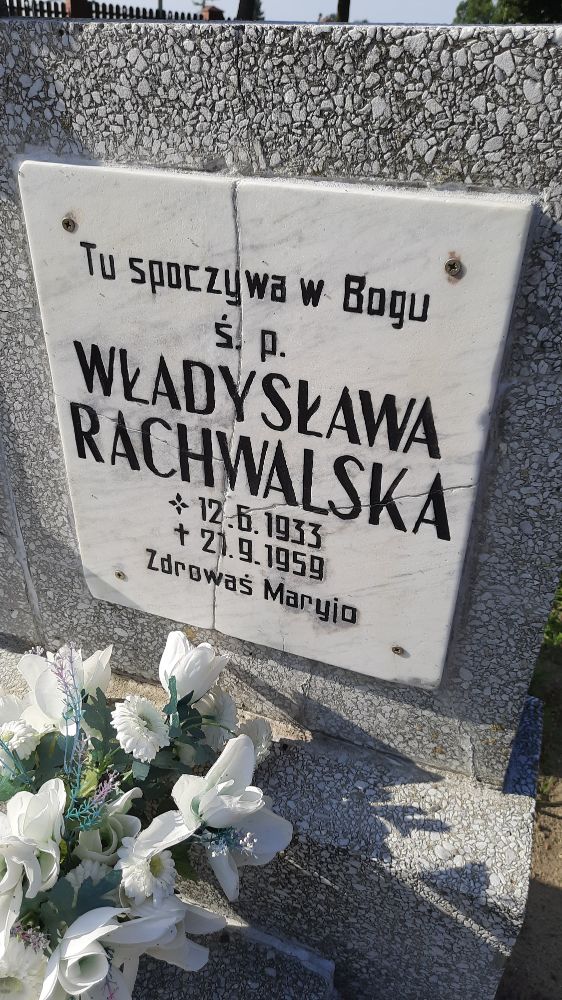 Tu spoczywa w Bogu
ś. p.
WŁADYSŁAWA
RACHWALSKA
12.6.1933
† 21.9.1959
Zdrowaś Maryjo